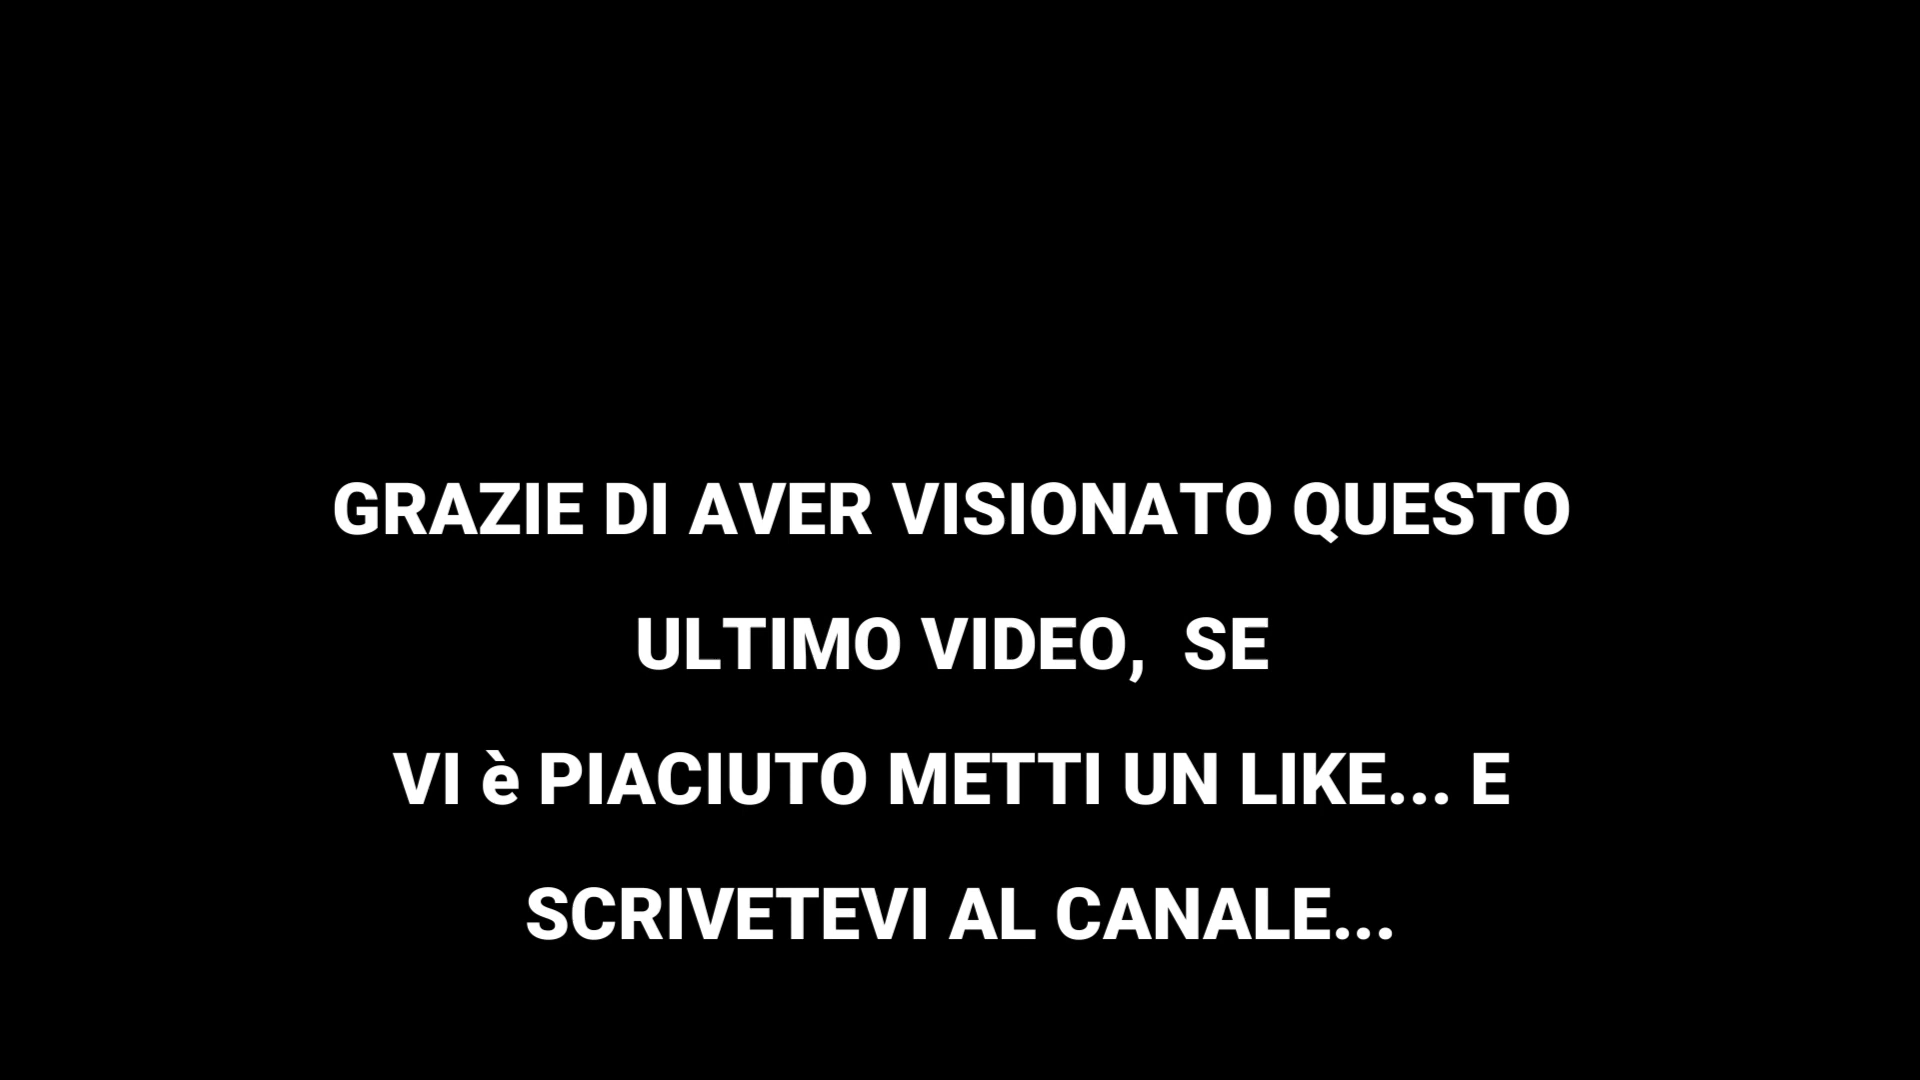 GRAZIE DI AVER VISIONATO QUESTO
ULTIMO VIDEO,  SE
VI è PIACIUTO METTI UN LIKE... E
SCRIVETEVI AL CANALE...